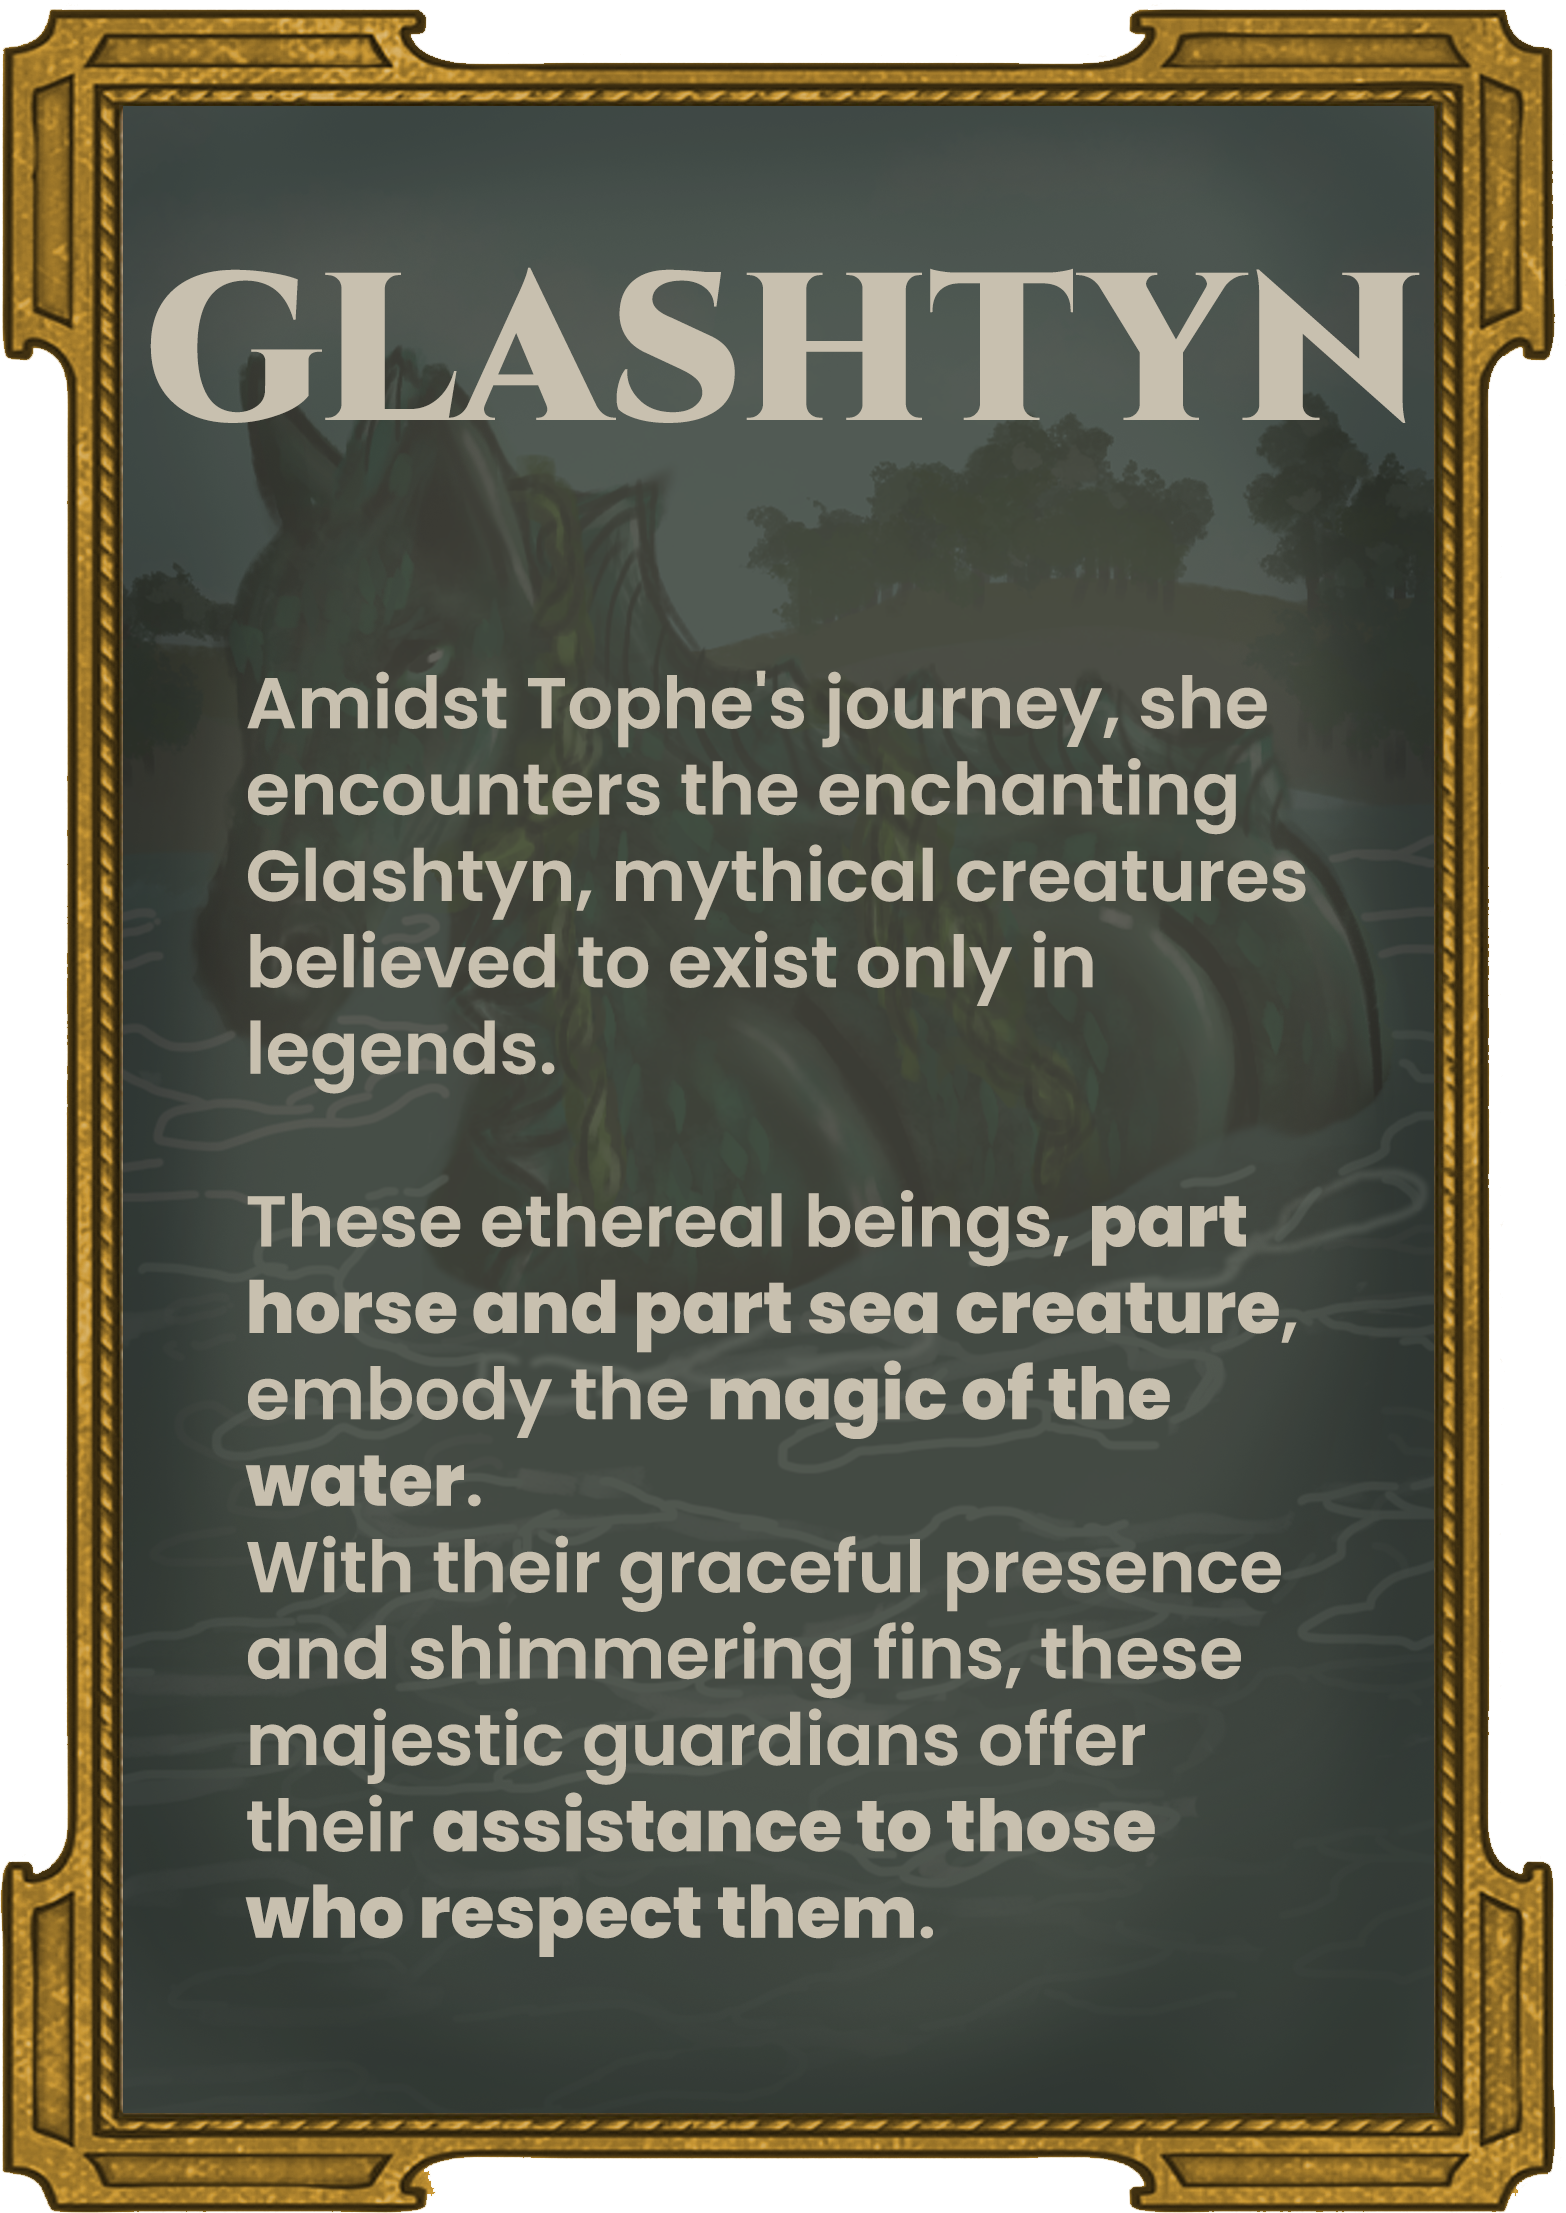 GLASHTYN
Amidst Tophe's journey, she
encounters the enchanting
Glashtyn, mythical creatures
believed to exist only in
legends.
These ethereal beings, part
horse and part sea creature,
embody the magic of the
water.
With their graceful presence
and shimmering fins, these
majestic guardians offer
their assistance to those
who respect them.